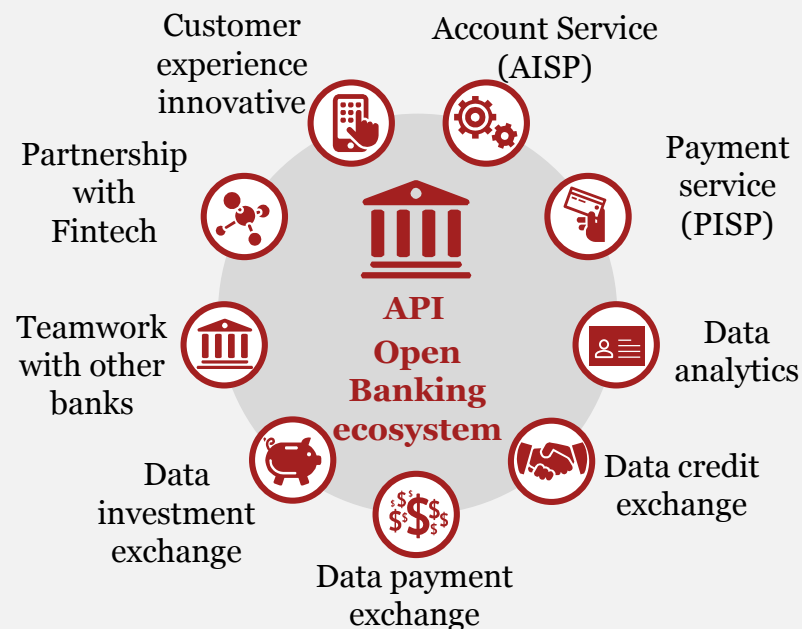 Customer
experience
innovative
Account Service
(AISP)
Partnership
with
Fintech
Payment
service
(PISP)
API
Open
Banking
ecosystem
Teamwork
with other
banks
Data
analytics
Data
investment
exchange
Data credit
exchange
Data payment
exchange